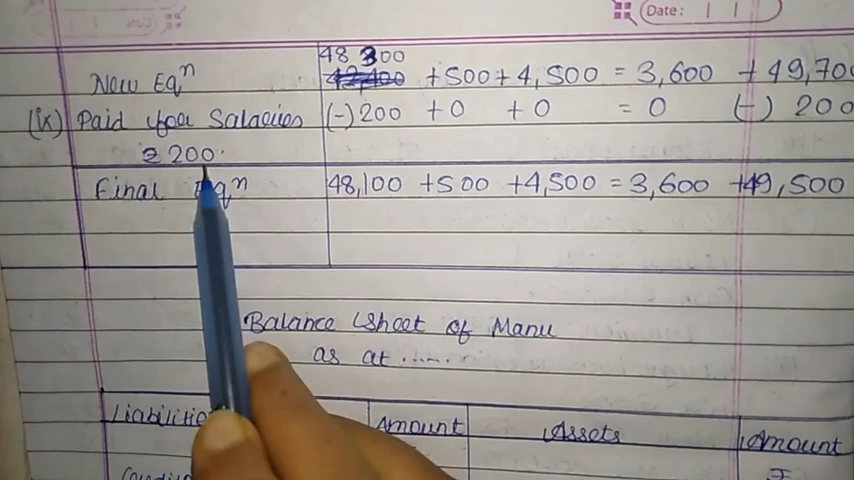 Date :
48 300
New Eqⁿ 47,400 +500 + 4,500 = 3,600 + 49,700
(ix) Paid for Salaries (-) 200 +0 +0 = 0 (-) 200
₹ 200.
Final Eqⁿ 48,100 +500 +4,500 = 3,600 +49,500
Balance Sheet of Manu
as at ......
Amount Assets Amount
₹